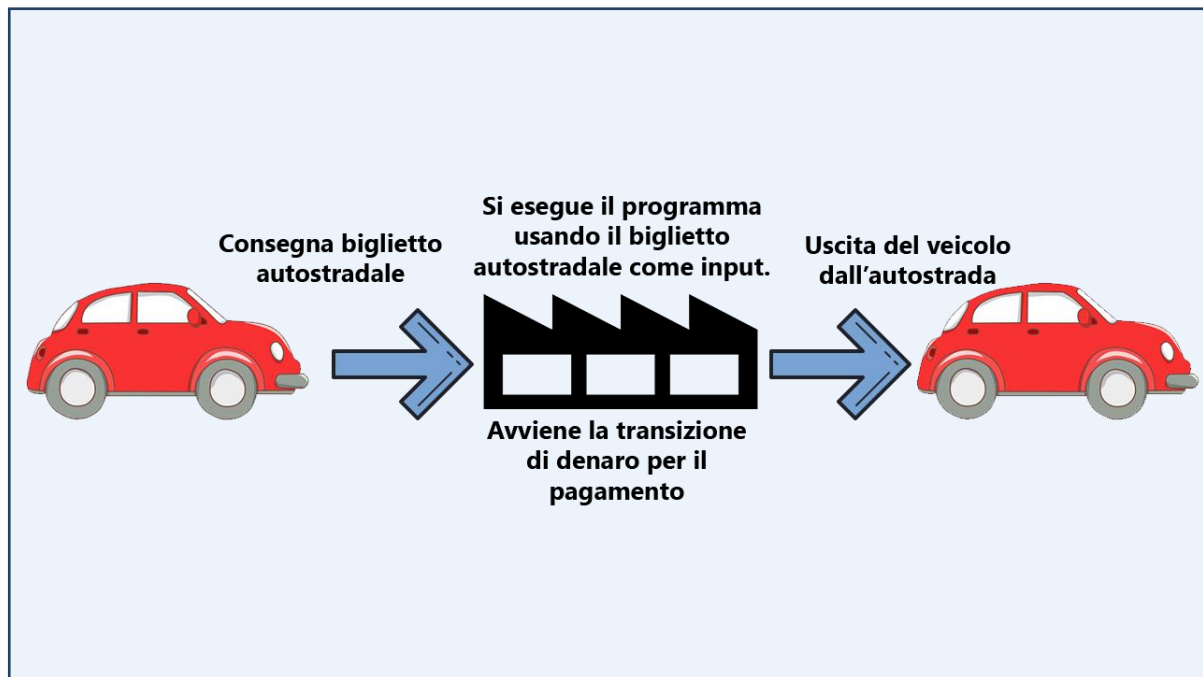 Consegna biglietto
autostradale
Si esegue il programma
usando il biglietto
autostradale come input.
Avviene la transizione
di denaro per il
pagamento
Uscita del veicolo
dall'autostrada